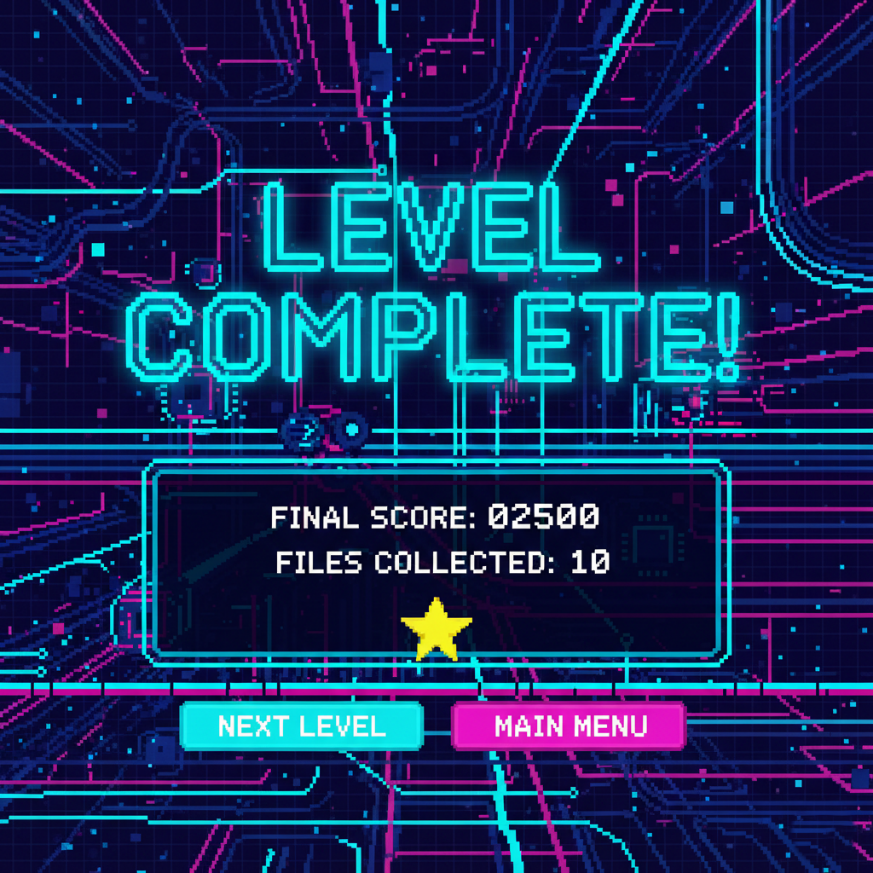 LEVEL
COMPLETE!
FINAL SCORE: 02500
FILES COLLECTED: 10
NEXT LEVEL
MAIN MENU